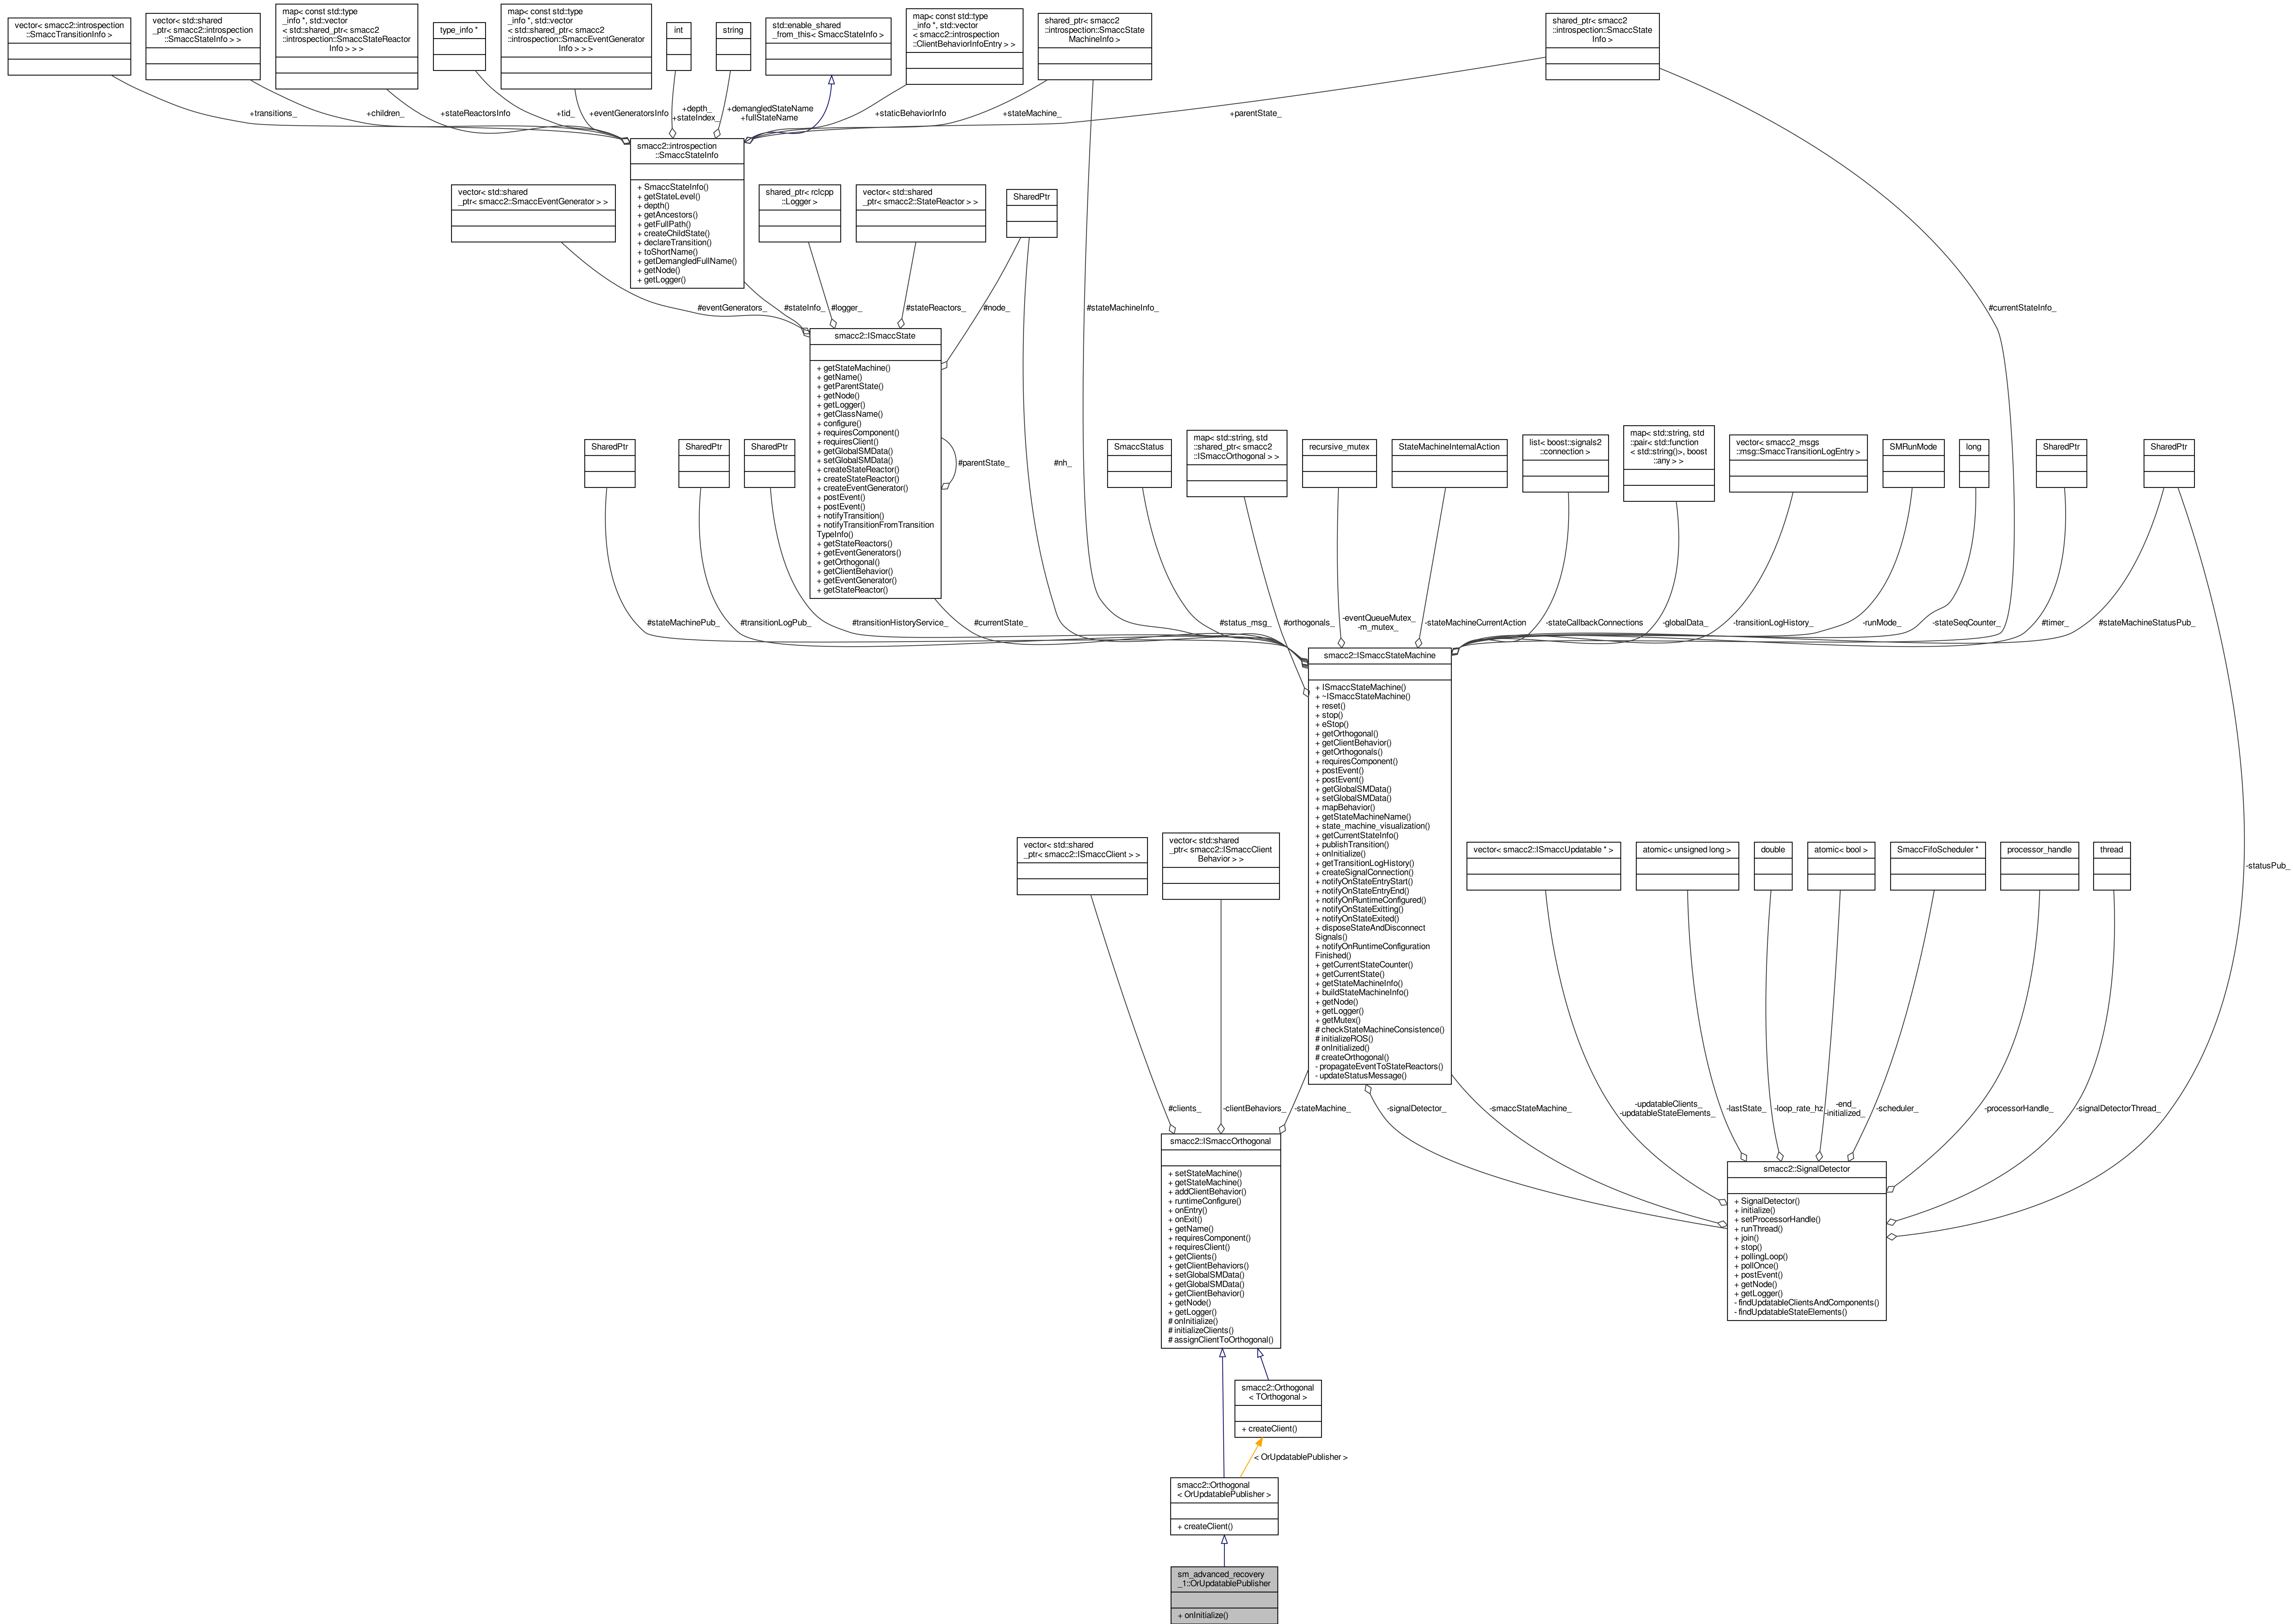 vector< smacc2::introspection
::SmaccTransitionInfo >
vector< std::shared
_ptr< smacc2::introspection
::SmaccStateInfo > >
map< const std::type
_info *, std::vector
< std::shared_ptr< smacc2
::introspection::SmaccStateReactor
Info > > >
type_info *
map< const std::type
_info *, std::vector
< std::shared_ptr< smacc2
::introspection::SmaccEventGenerator
Info > > >
int
string
std::enable_shared
_from_this< SmaccStateInfo >
map< const std::type
_info *, std::vector
< smacc2::introspection
::ClientBehaviorInfoEntry > >
shared_ptr< smacc2
::introspection::SmaccState
MachineInfo >
shared_ptr< smacc2
::introspection::SmaccState
Info >
+transitions_
+children_
+stateReactorsInfo
+tid_
+eventGeneratorsInfo
+depth_
+stateIndex_
+demangledStateName
+fullStateName
+staticBehaviorInfo
+stateMachine_
+parentState_
smacc2::introspection
::SmaccStateInfo
+ SmaccStateInfo()
+ getStateLevel()
+ depth()
+ getAncestors()
+ getFullPath()
+ createChildState()
+ declareTransition()
+ toShortName()
+ getDemangledFullName()
+ getNode()
+ getLogger()
vector< std::shared
_ptr< smacc2::SmaccEventGenerator > >
shared_ptr< rclcpp
::Logger >
vector< std::shared
_ptr< smacc2::StateReactor > >
SharedPtr
#eventGenerators_
#stateInfo_
#logger_
#stateReactors_
#node_
#stateMachineInfo_
#currentStateInfo_
smacc2::ISmaccState
+ getStateMachine()
+ getName()
+ getParentState()
+ getNode()
+ getLogger()
+ getClassName()
+ configure()
+ requiresComponent()
+ requiresClient()
+ getGlobalSMData()
+ setGlobalSMData()
+ createStateReactor()
+ createStateReactor()
+ createEventGenerator()
+ postEvent()
+ postEvent()
+ notifyTransition()
+ notifyTransitionFromTransition
TypeInfo()
+ getStateReactors()
+ getEventGenerators()
+ getOrthogonal()
+ getClientBehavior()
+ getEventGenerator()
+ getStateReactor()
#parentState_
#nh_
SharedPtr
SharedPtr
SharedPtr
SmaccStatus
map< std::string, std
::shared_ptr< smacc2
::ISmaccOrthogonal > >
recursive_mutex
StateMachineInternalAction
list< boost::signals2
::connection >
map< std::string, std
::pair< std::function
< std::string()>, boost
::any > >
vector< smacc2_msgs
::msg::SmaccTransitionLogEntry >
SMRunMode
long
SharedPtr
SharedPtr
#stateMachinePub_
#transitionLogPub_
#transitionHistoryService_
#currentState_
#status_msg_
#orthogonals_
-eventQueueMutex_
-m_mutex_
-stateMachineCurrentAction
-stateCallbackConnections
-globalData_
-transitionLogHistory_
-runMode_
-stateSeqCounter_
#timer_
#stateMachineStatusPub_
smacc2::ISmaccStateMachine
+ ISmaccStateMachine()
+ ~ISmaccStateMachine()
+ reset()
+ stop()
+ eStop()
+ getOrthogonal()
+ getClientBehavior()
+ getOrthogonals()
+ requiresComponent()
+ postEvent()
+ postEvent()
+ getGlobalSMData()
+ setGlobalSMData()
+ mapBehavior()
+ getStateMachineName()
+ state_machine_visualization()
+ getCurrentStateInfo()
+ publishTransition()
+ onInitialize()
+ getTransitionLogHistory()
+ createSignalConnection()
+ notifyOnStateEntryStart()
+ notifyOnStateEntryEnd()
+ notifyOnRuntimeConfigured()
+ notifyOnStateExitting()
+ notifyOnStateExited()
+ disposeStateAndDisconnect
Signals()
+ notifyOnRuntimeConfiguration
Finished()
+ getCurrentStateCounter()
+ getCurrentState()
+ getStateMachineInfo()
+ buildStateMachineInfo()
+ getNode()
+ getLogger()
+ getMutex()
# checkStateMachineConsistence()
# initializeROS()
# onInitialized()
# createOrthogonal()
- propagateEventToStateReactors()
- updateStatusMessage()
vector< std::shared
_ptr< smacc2::ISmaccClient > >
vector< std::shared
_ptr< smacc2::ISmaccClient
Behavior > >
vector< smacc2::ISmaccUpdatable * >
atomic< unsigned long >
double
atomic< bool >
SmaccFifoScheduler *
processor_handle
thread
-statusPub_
#clients_
-clientBehaviors_
-stateMachine_
-signalDetector_
-smaccStateMachine_
-updatableClients_
-updatableStateElements_
-lastState_
-loop_rate_hz
-end_
-initialized_
-scheduler_
-processorHandle_
-signalDetectorThread_
smacc2::ISmaccOrthogonal
+ setStateMachine()
+ getStateMachine()
+ addClientBehavior()
+ runtimeConfigure()
+ onEntry()
+ onExit()
+ getName()
+ requiresComponent()
+ requiresClient()
+ getClients()
+ getClientBehaviors()
+ setGlobalSMData()
+ getGlobalSMData()
+ getClientBehavior()
+ getNode()
+ getLogger()
# onInitialize()
# initializeClients()
# assignClientToOrthogonal()
smacc2::SignalDetector
+ SignalDetector()
+ initialize()
+ setProcessorHandle()
+ runThread()
+ join()
+ stop()
+ pollingLoop()
+ pollOnce()
+ postEvent()
+ getNode()
+ getLogger()
- findUpdatableClientsAndComponents()
- findUpdatableStateElements()
smacc2::Orthogonal
< TOrthogonal >
+ createClient()
< OrUpdatablePublisher >
smacc2::Orthogonal
< OrUpdatablePublisher >
+ createClient()
sm_advanced_recovery
_1::OrUpdatablePublisher
+ onInitialize()